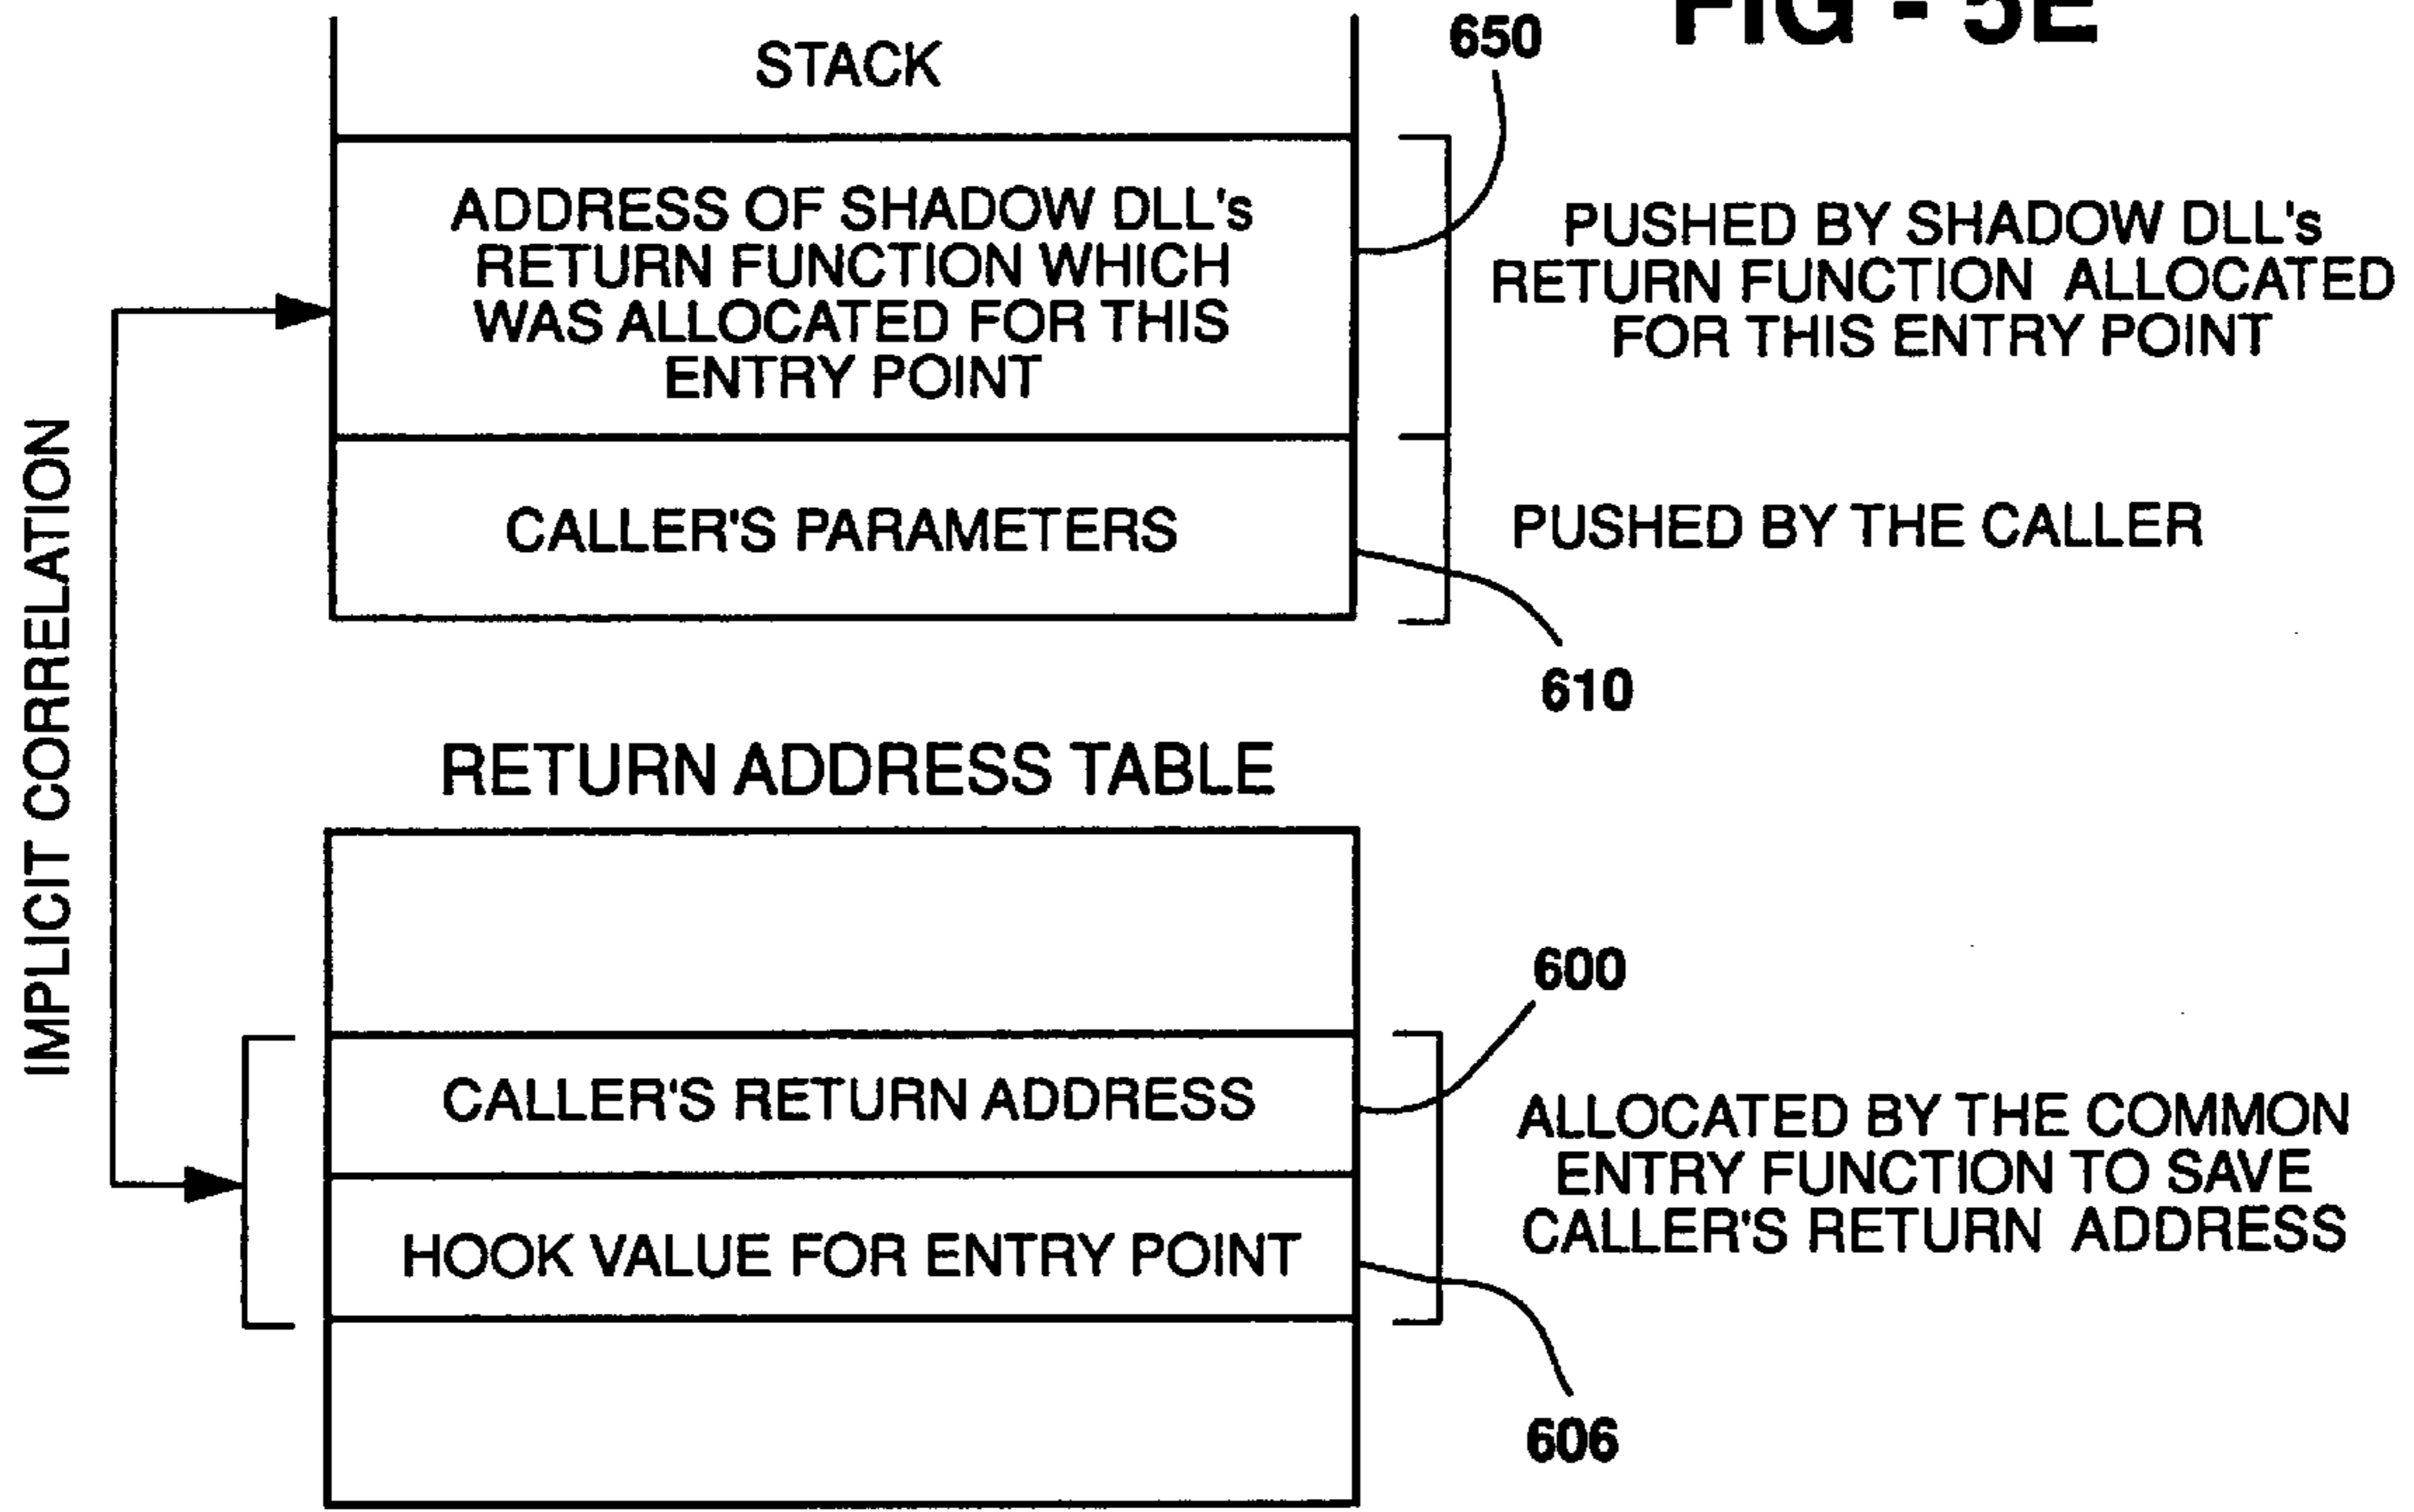 FIG - 5E
STACK
650
ADDRESS OF SHADOW DLL's
RETURN FUNCTION WHICH
WAS ALLOCATED FOR THIS
ENTRY POINT
PUSHED BY SHADOW DLL's
RETURN FUNCTION ALLOCATED
FOR THIS ENTRY POINT
CALLER'S PARAMETERS
PUSHED BY THE CALLER
610
IMPLICIT CORRELATION
RETURN ADDRESS TABLE
600
CALLER'S RETURN ADDRESS
HOOK VALUE FOR ENTRY POINT
ALLOCATED BY THE COMMON
ENTRY FUNCTION TO SAVE
CALLER'S RETURN ADDRESS
606